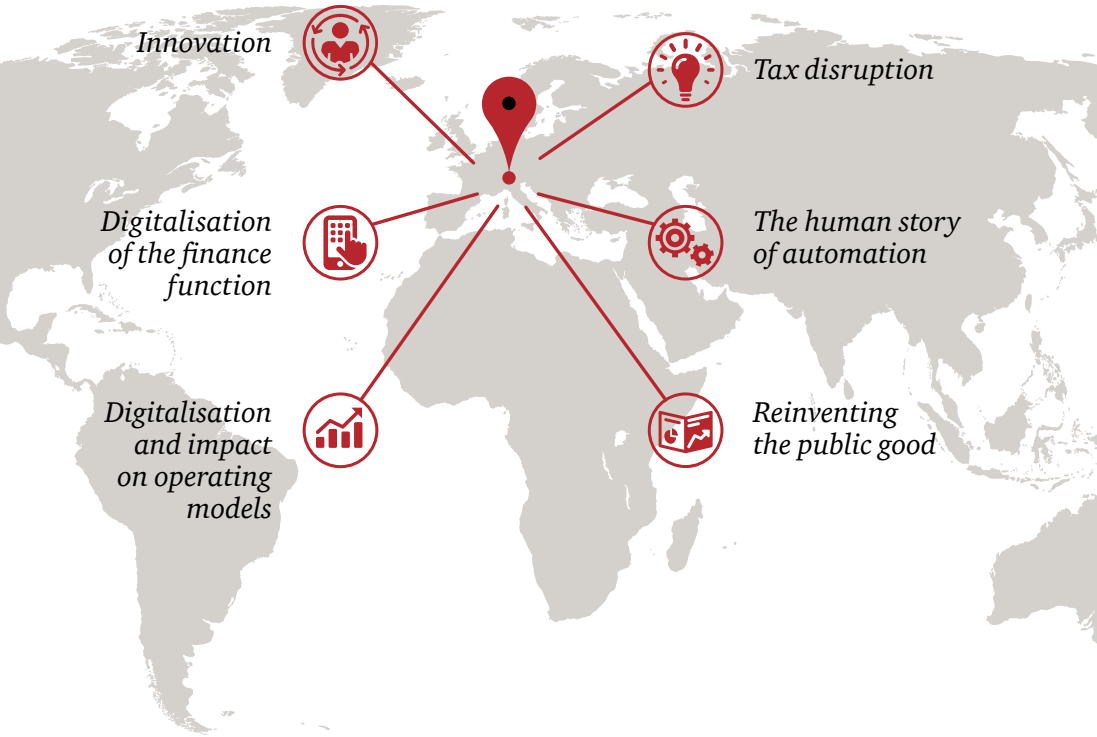 Innovation
Tax disruption
Digitalisation
of the finance
function
The human story
of automation
Digitalisation
and impact
on operating
models
Reinventing
the public good